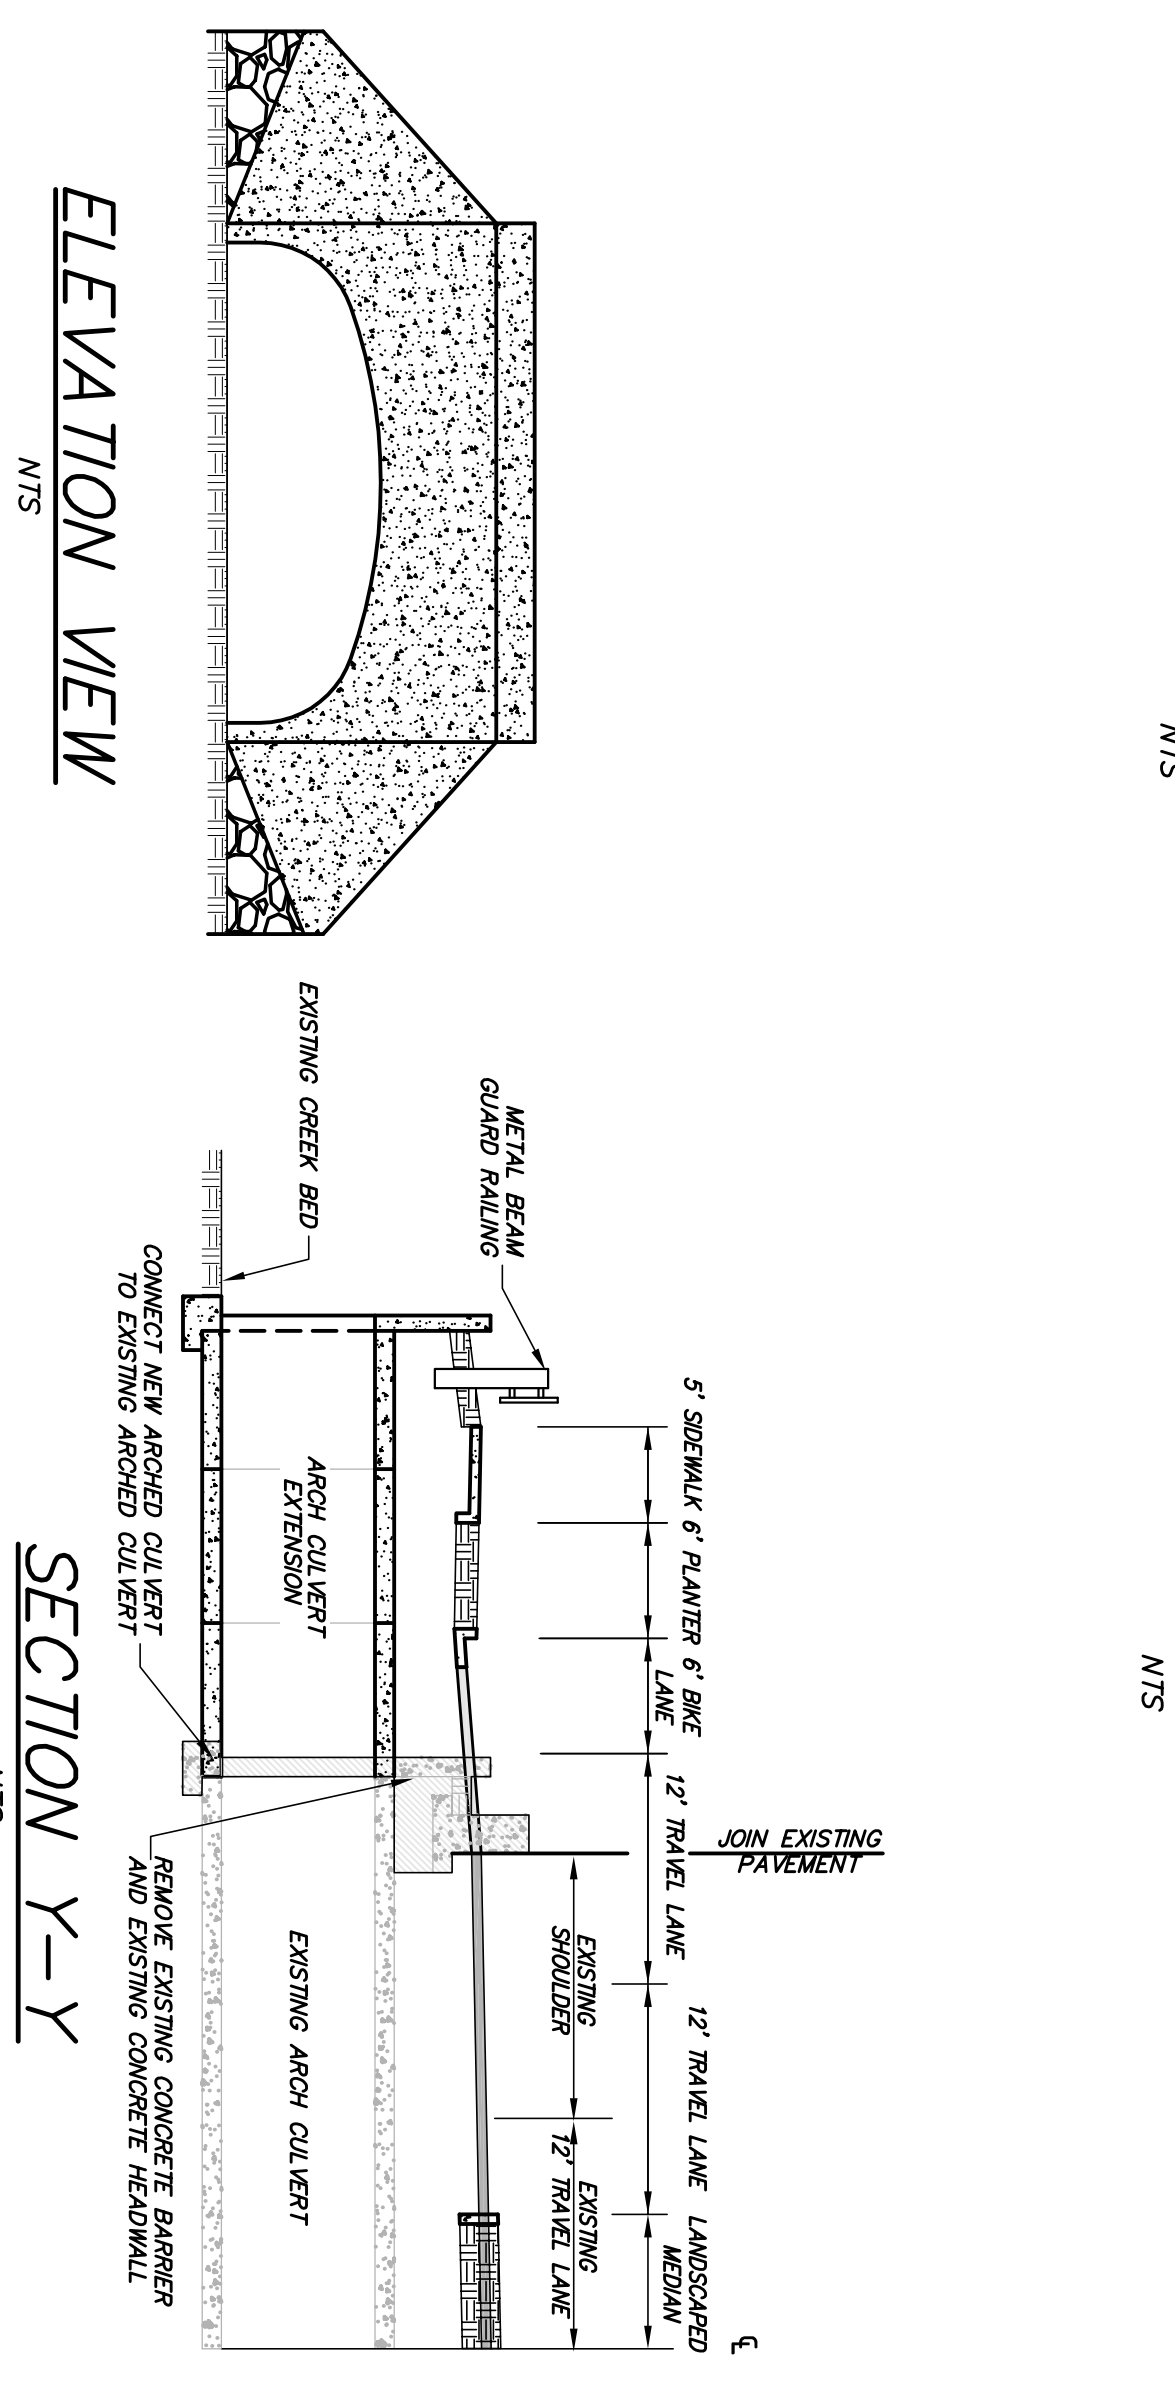 NTS
NTS
ELEVATION VIEW
NTS
EXISTING CREEK BED
METAL BEAM
GUARD RAILING
5' SIDEWALK
6' PLANTER
6' BIKE
LANE
12' TRAVEL LANE
12' TRAVEL LANE
LANDSCAPED
MEDIAN
JOIN EXISTING
PAVEMENT
EXISTING
SHOULDER
EXISTING
12' TRAVEL LANE
ARCH CULVERT
EXTENSION
EXISTING ARCH CULVERT
CONNECT NEW ARCHED CULVERT
TO EXISTING ARCHED CULVERT
REMOVE EXISTING CONCRETE BARRIER
AND EXISTING CONCRETE HEADWALL
SECTION Y-Y